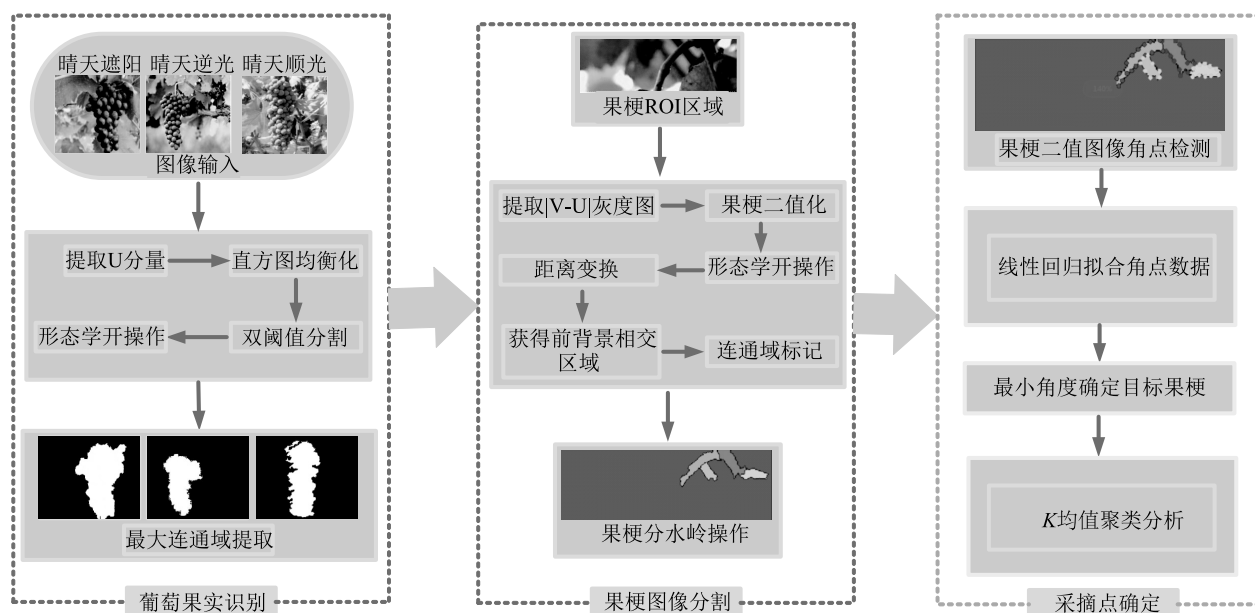 晴天遮阳 晴天逆光 晴天顺光
图像输入
提取U分量
直方图均衡化
双阈值分割
形态学开操作
最大连通域提取
葡萄果实识别
果梗ROI区域
提取|V-U|灰度图
果梗二值化
形态学开操作
距离变换
获得前背景相交
区域
连通域标记
果梗分水岭操作
果梗图像分割
果梗二值图像角点检测
线性回归拟合角点数据
最小角度确定目标果梗
K均值聚类分析
采摘点确定